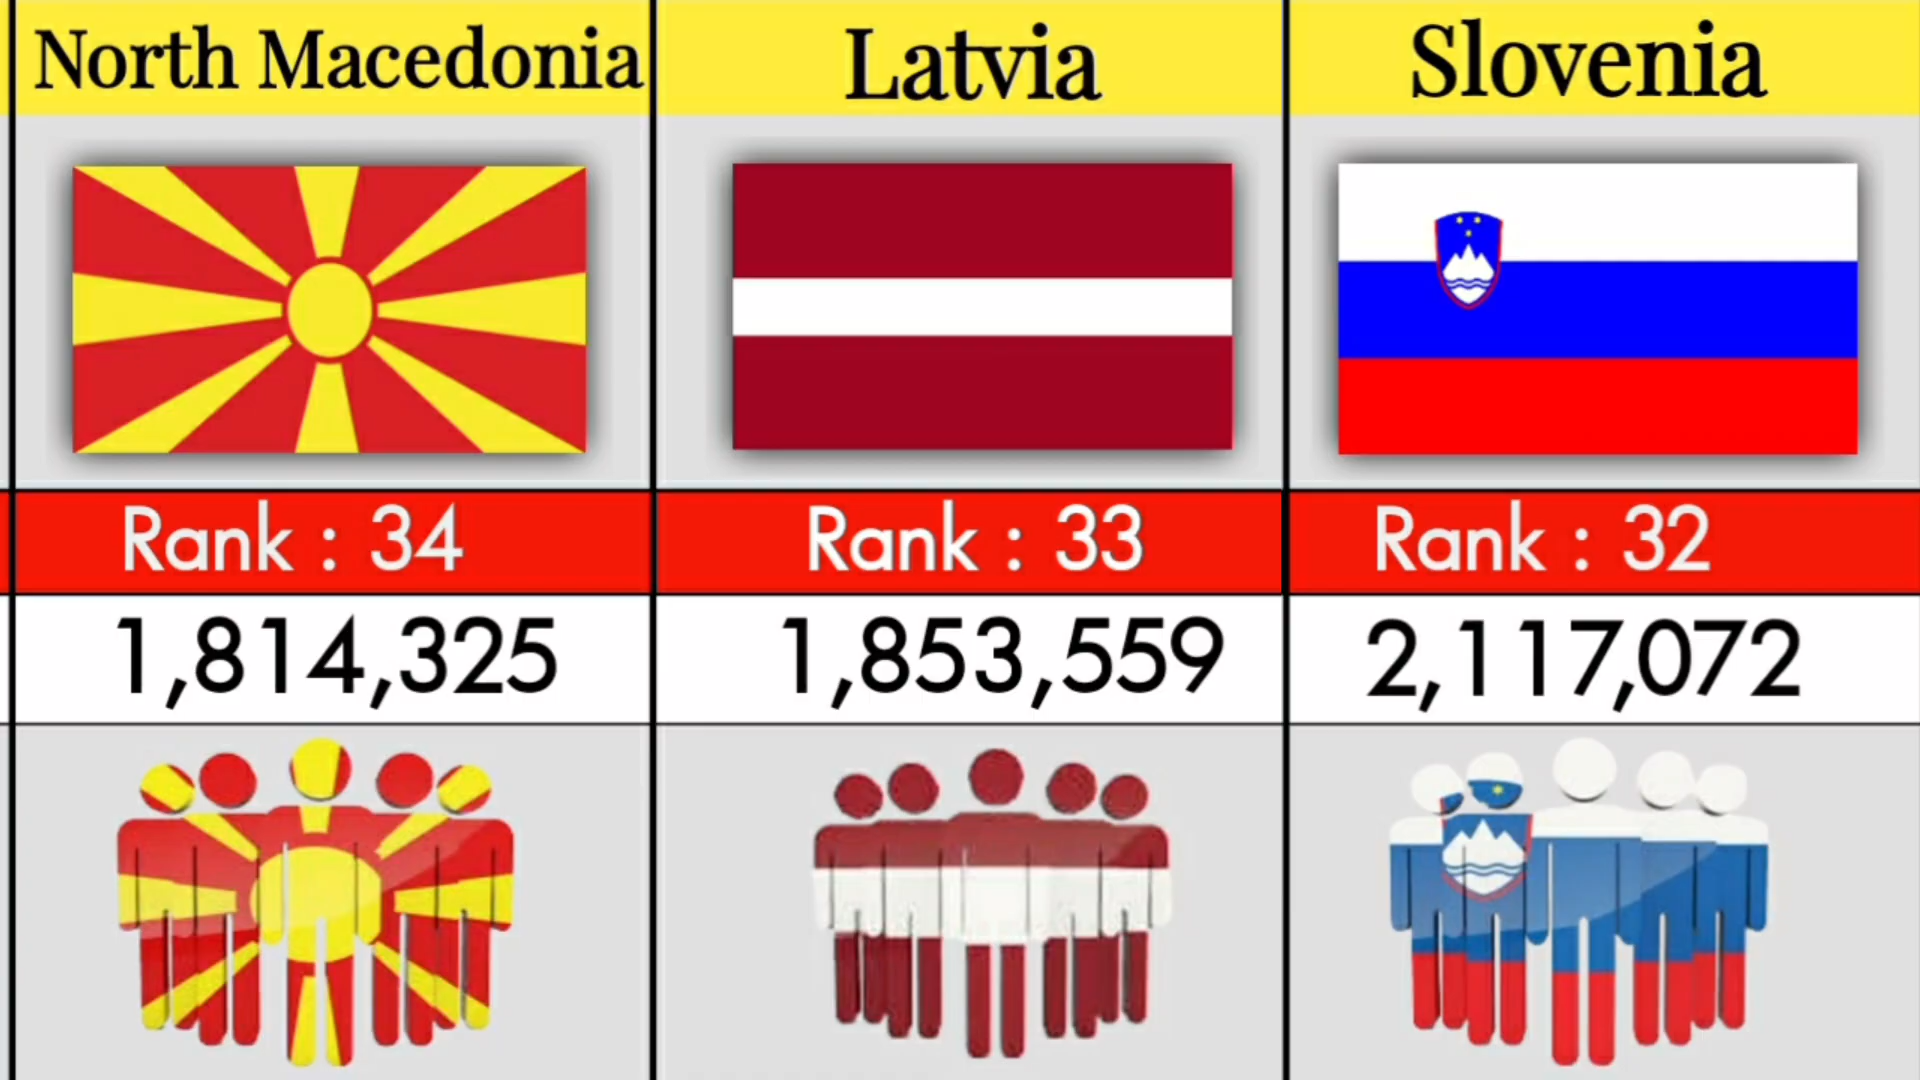 North Macedonia
Latvia
Slovenia
Rank : 34
Rank : 33
Rank : 32
1,814,325
1,853,559
2,117,072